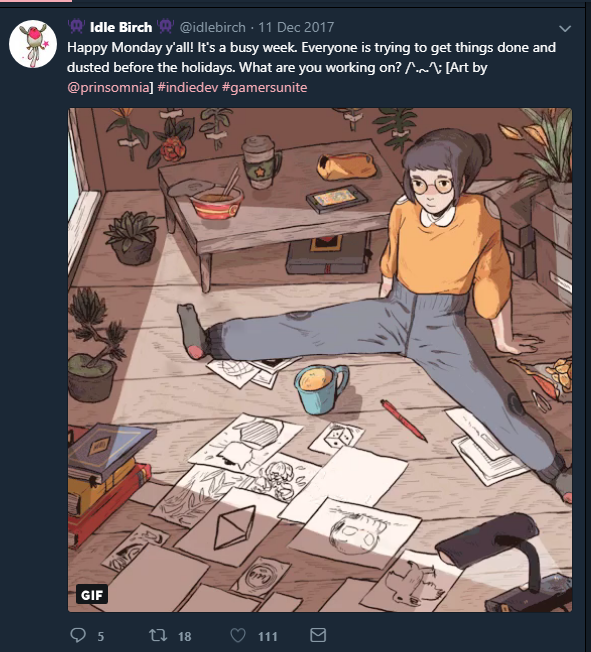 Idle Birch @idlebirch · 11 Dec 2017
Happy Monday y'all! It's a busy week. Everyone is trying to get things done and
dusted before the holidays. What are you working on? /^.~.^\; [Art by
@prinsomnia] #indiedev #gamersunite
GIF
5 18 111